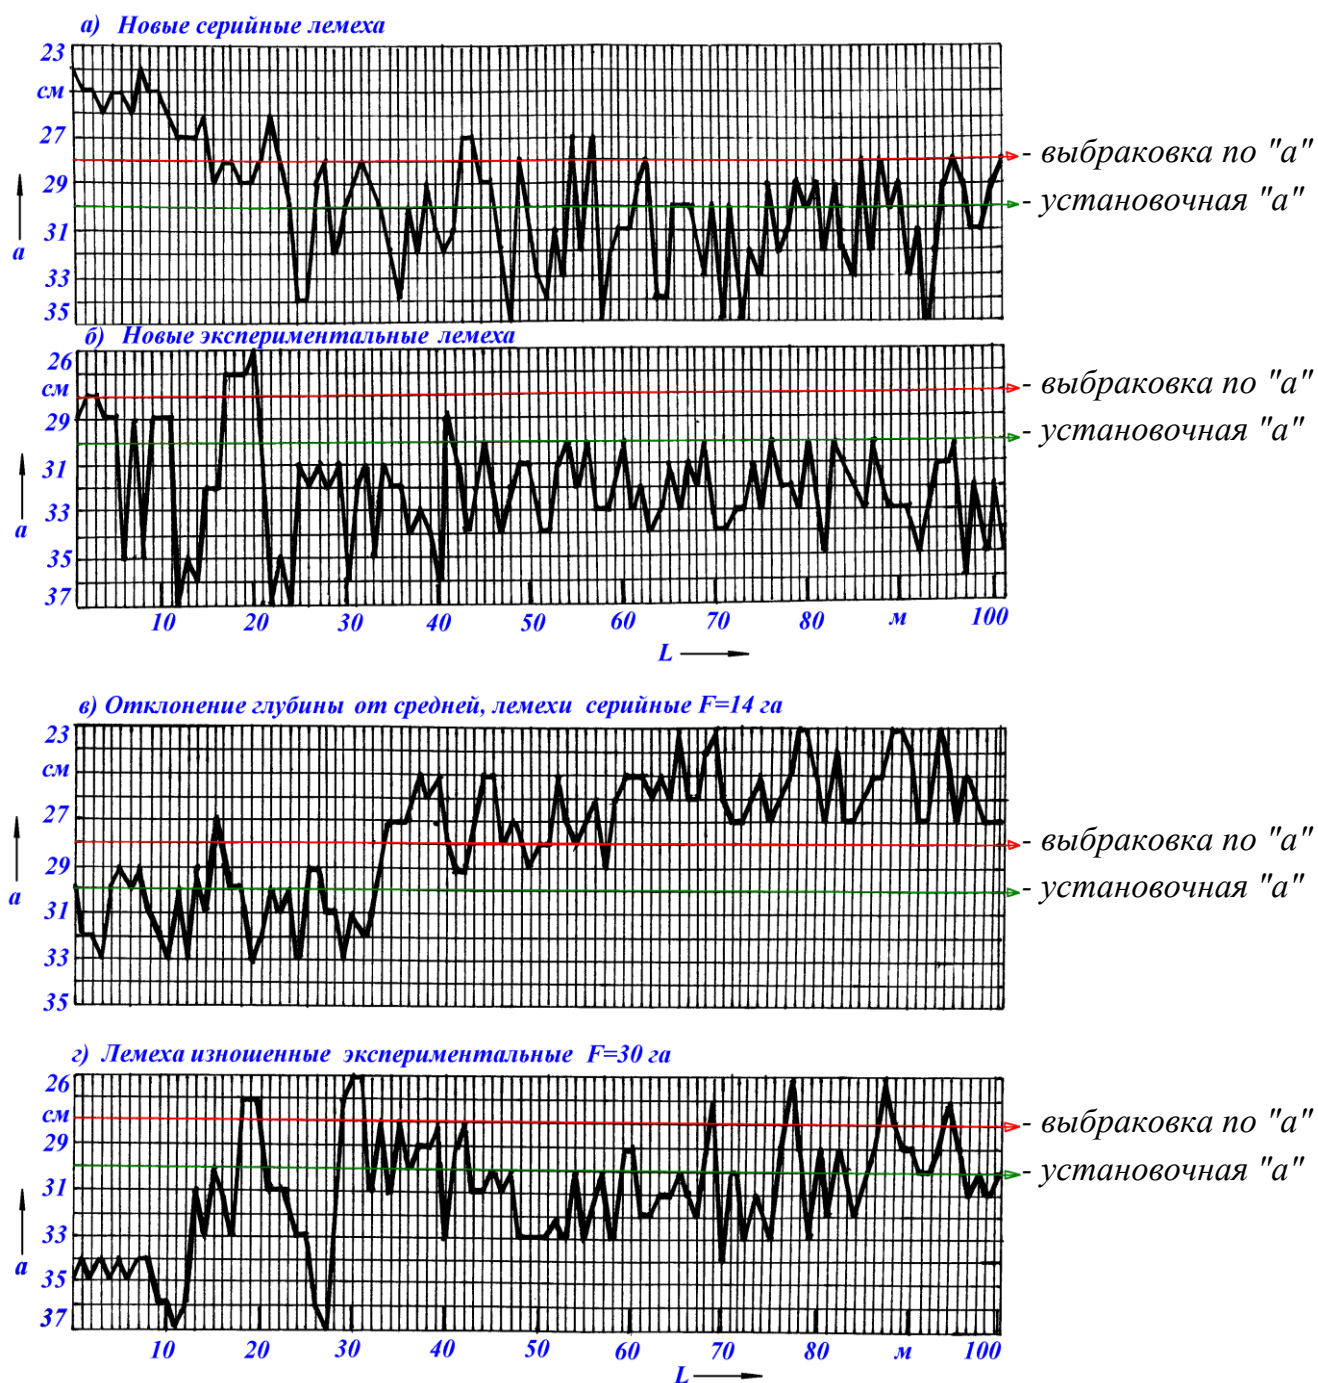 а) Новые серийные лемеха
23
см
27
29
31
33
35
а
- выбраковка по "а"
- установочная "а"
б) Новые экспериментальные лемеха
26
см
29
31
33
35
37
а
- выбраковка по "а"
- установочная "а"
10 20 30 40 50 60 70 80 м 100
L
в) Отклонение глубины от средней, лемехи серийные F=14 га
23
см
27
29
31
33
35
а
- выбраковка по "а"
- установочная "а"
г) Лемеха изношенные экспериментальные F=30 га
26
см
29
31
33
35
37
а
- выбраковка по "а"
- установочная "а"
10 20 30 40 50 60 70 80 м 100
L